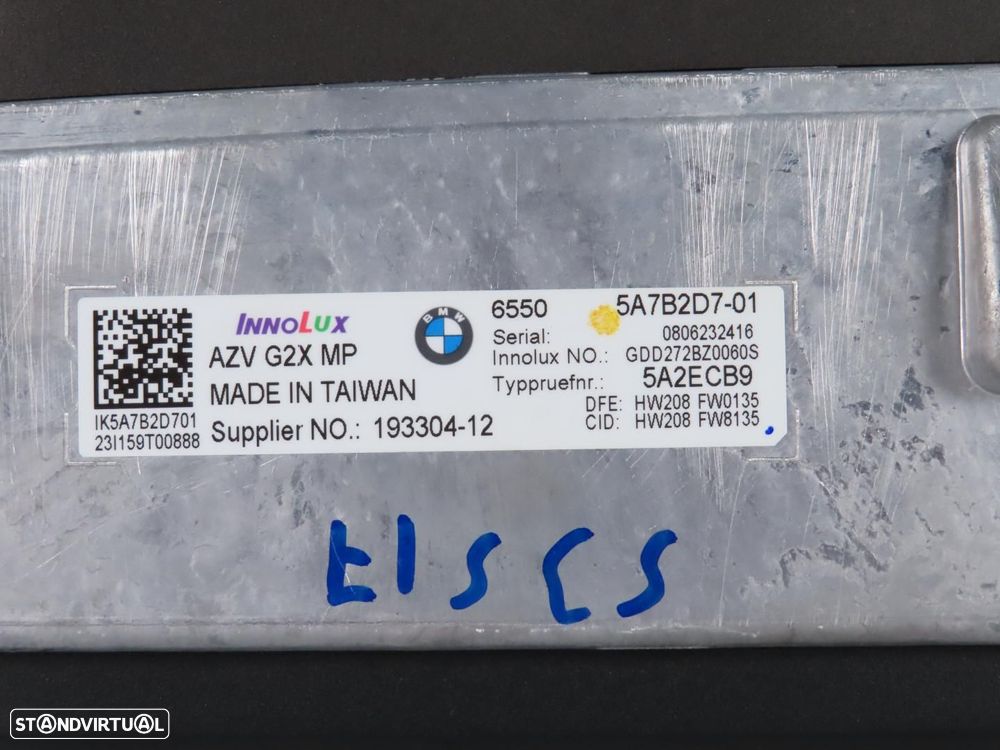 INNOLUX
AZV G2X MP
MADE IN TAIWAN
Supplier NO.: 193304-12
IK5A7B2D701
23I159T00888
BMW
6550 5A7B2D7-01
Serial: 0806232416
Innolux NO.: GDD272BZ0060S
Typpruefnr.: 5A2ECB9
DFE: HW208 FW0135
CID: HW208 FW8135
STANDVIRTUAL